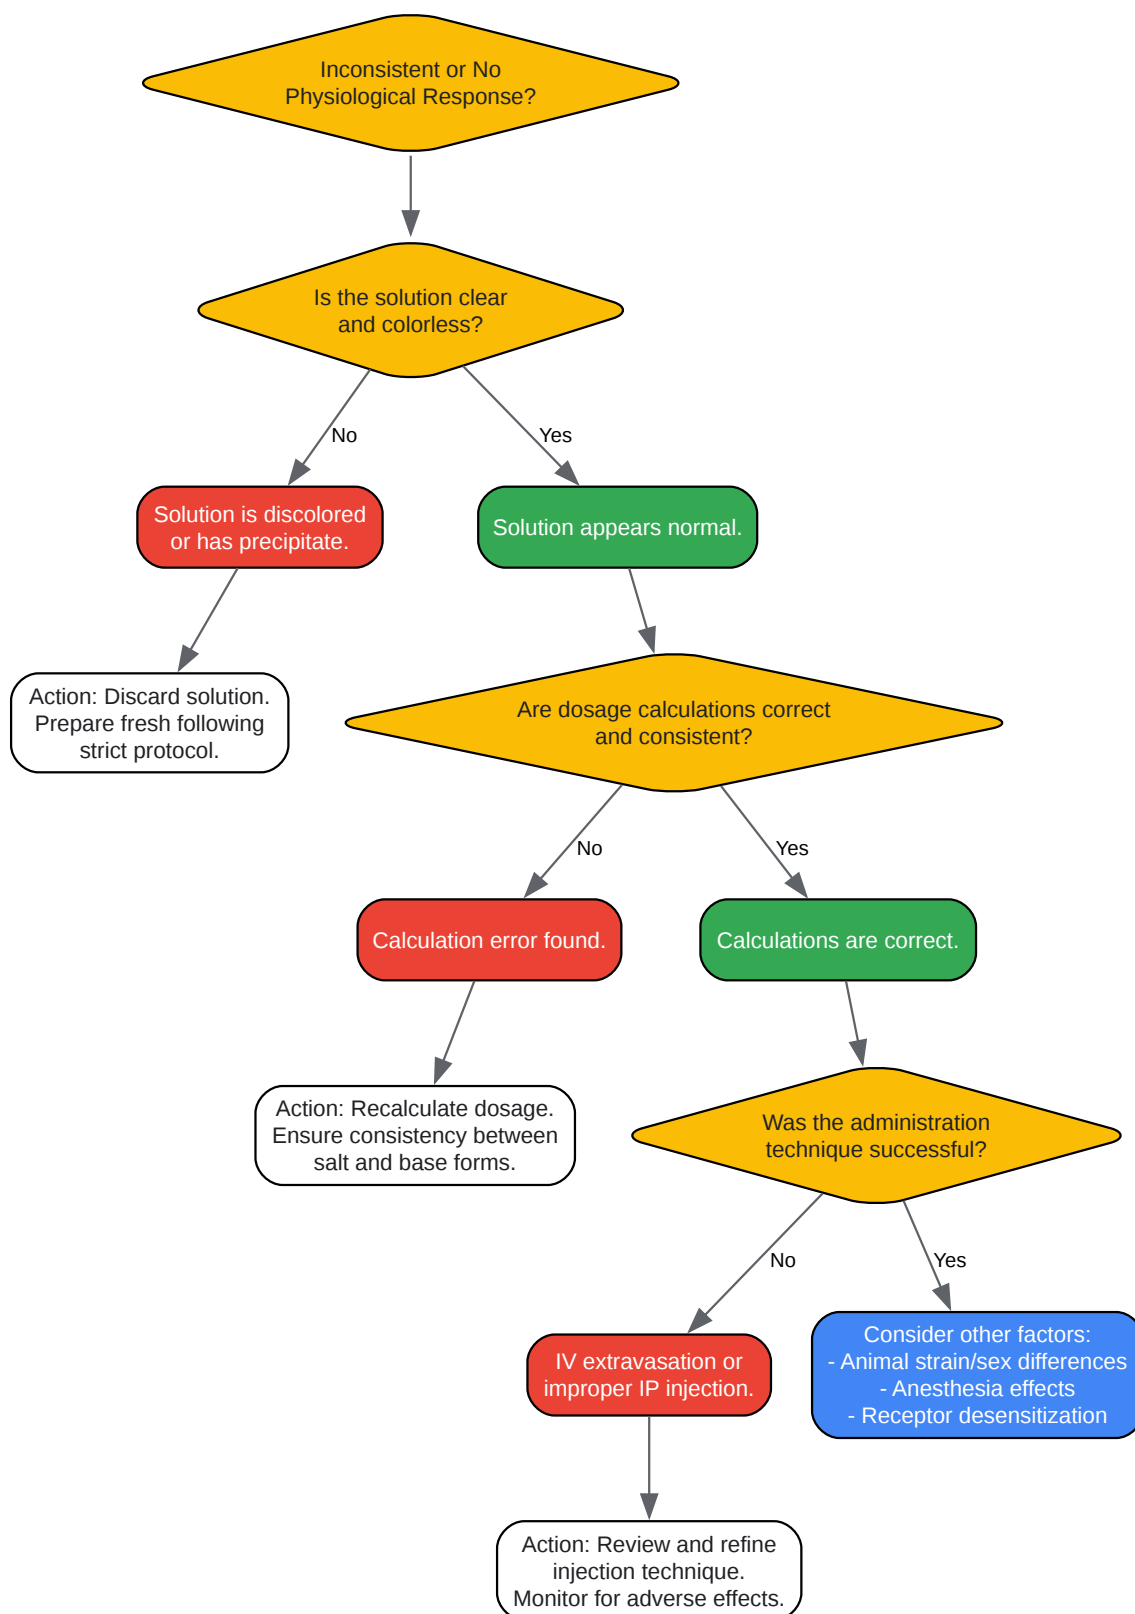 Inconsistent or No
Physiological Response?
Is the solution clear
and colorless?
No
Yes
Solution is discolored
or has precipitate.
Solution appears normal.
Action: Discard solution.
Prepare fresh following
strict protocol.
Are dosage calculations correct
and consistent?
No
Yes
Calculation error found.
Calculations are correct.
Action: Recalculate dosage.
Ensure consistency between
salt and base forms.
Was the administration
technique successful?
No
Yes
IV extravasation or
improper IP injection.
Consider other factors:
- Animal strain/sex differences
- Anesthesia effects
- Receptor desensitization
Action: Review and refine
injection technique.
Monitor for adverse effects.